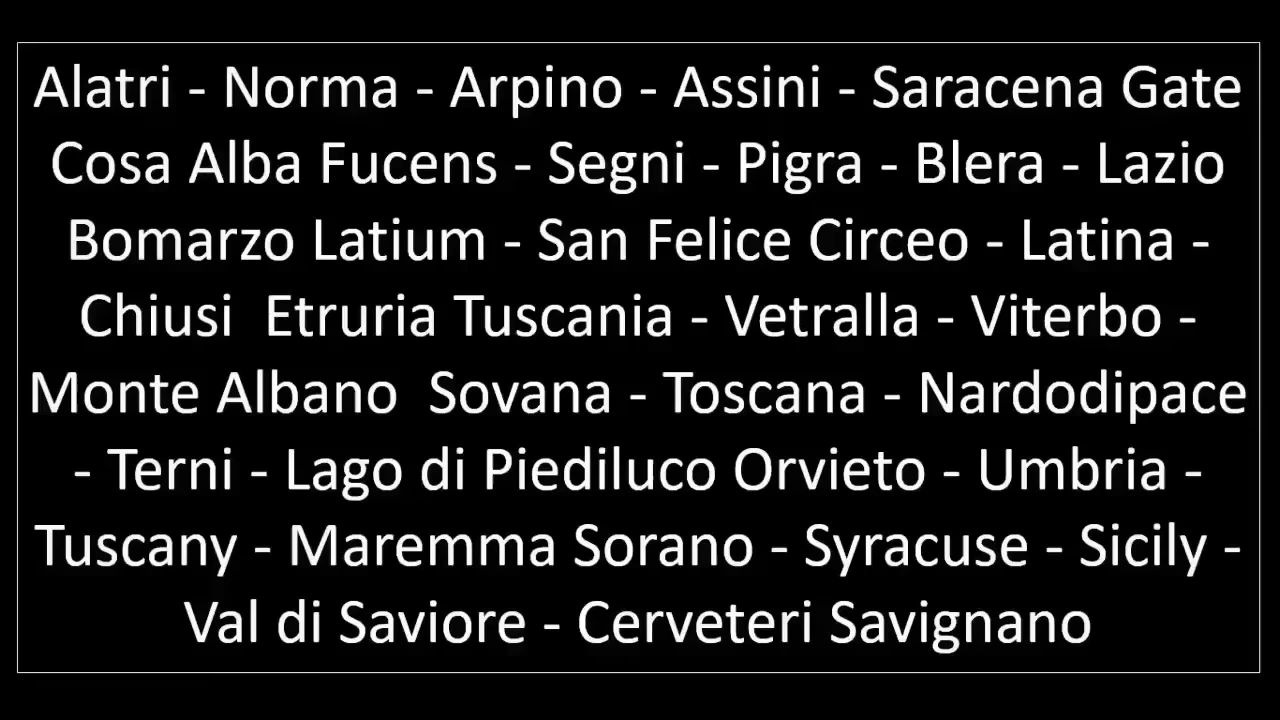 Alatri - Norma - Arpino - Assini - Saracena Gate
Cosa Alba Fucens - Segni - Pigra - Blera - Lazio
Bomarzo Latium - San Felice Circeo - Latina -
Chiusi  Etruria Tuscania - Vetralla - Viterbo -
Monte Albano  Sovana - Toscana - Nardodipace
- Terni - Lago di Piediluco Orvieto - Umbria -
Tuscany - Maremma Sorano - Syracuse - Sicily -
Val di Saviore - Cerveteri Savignano